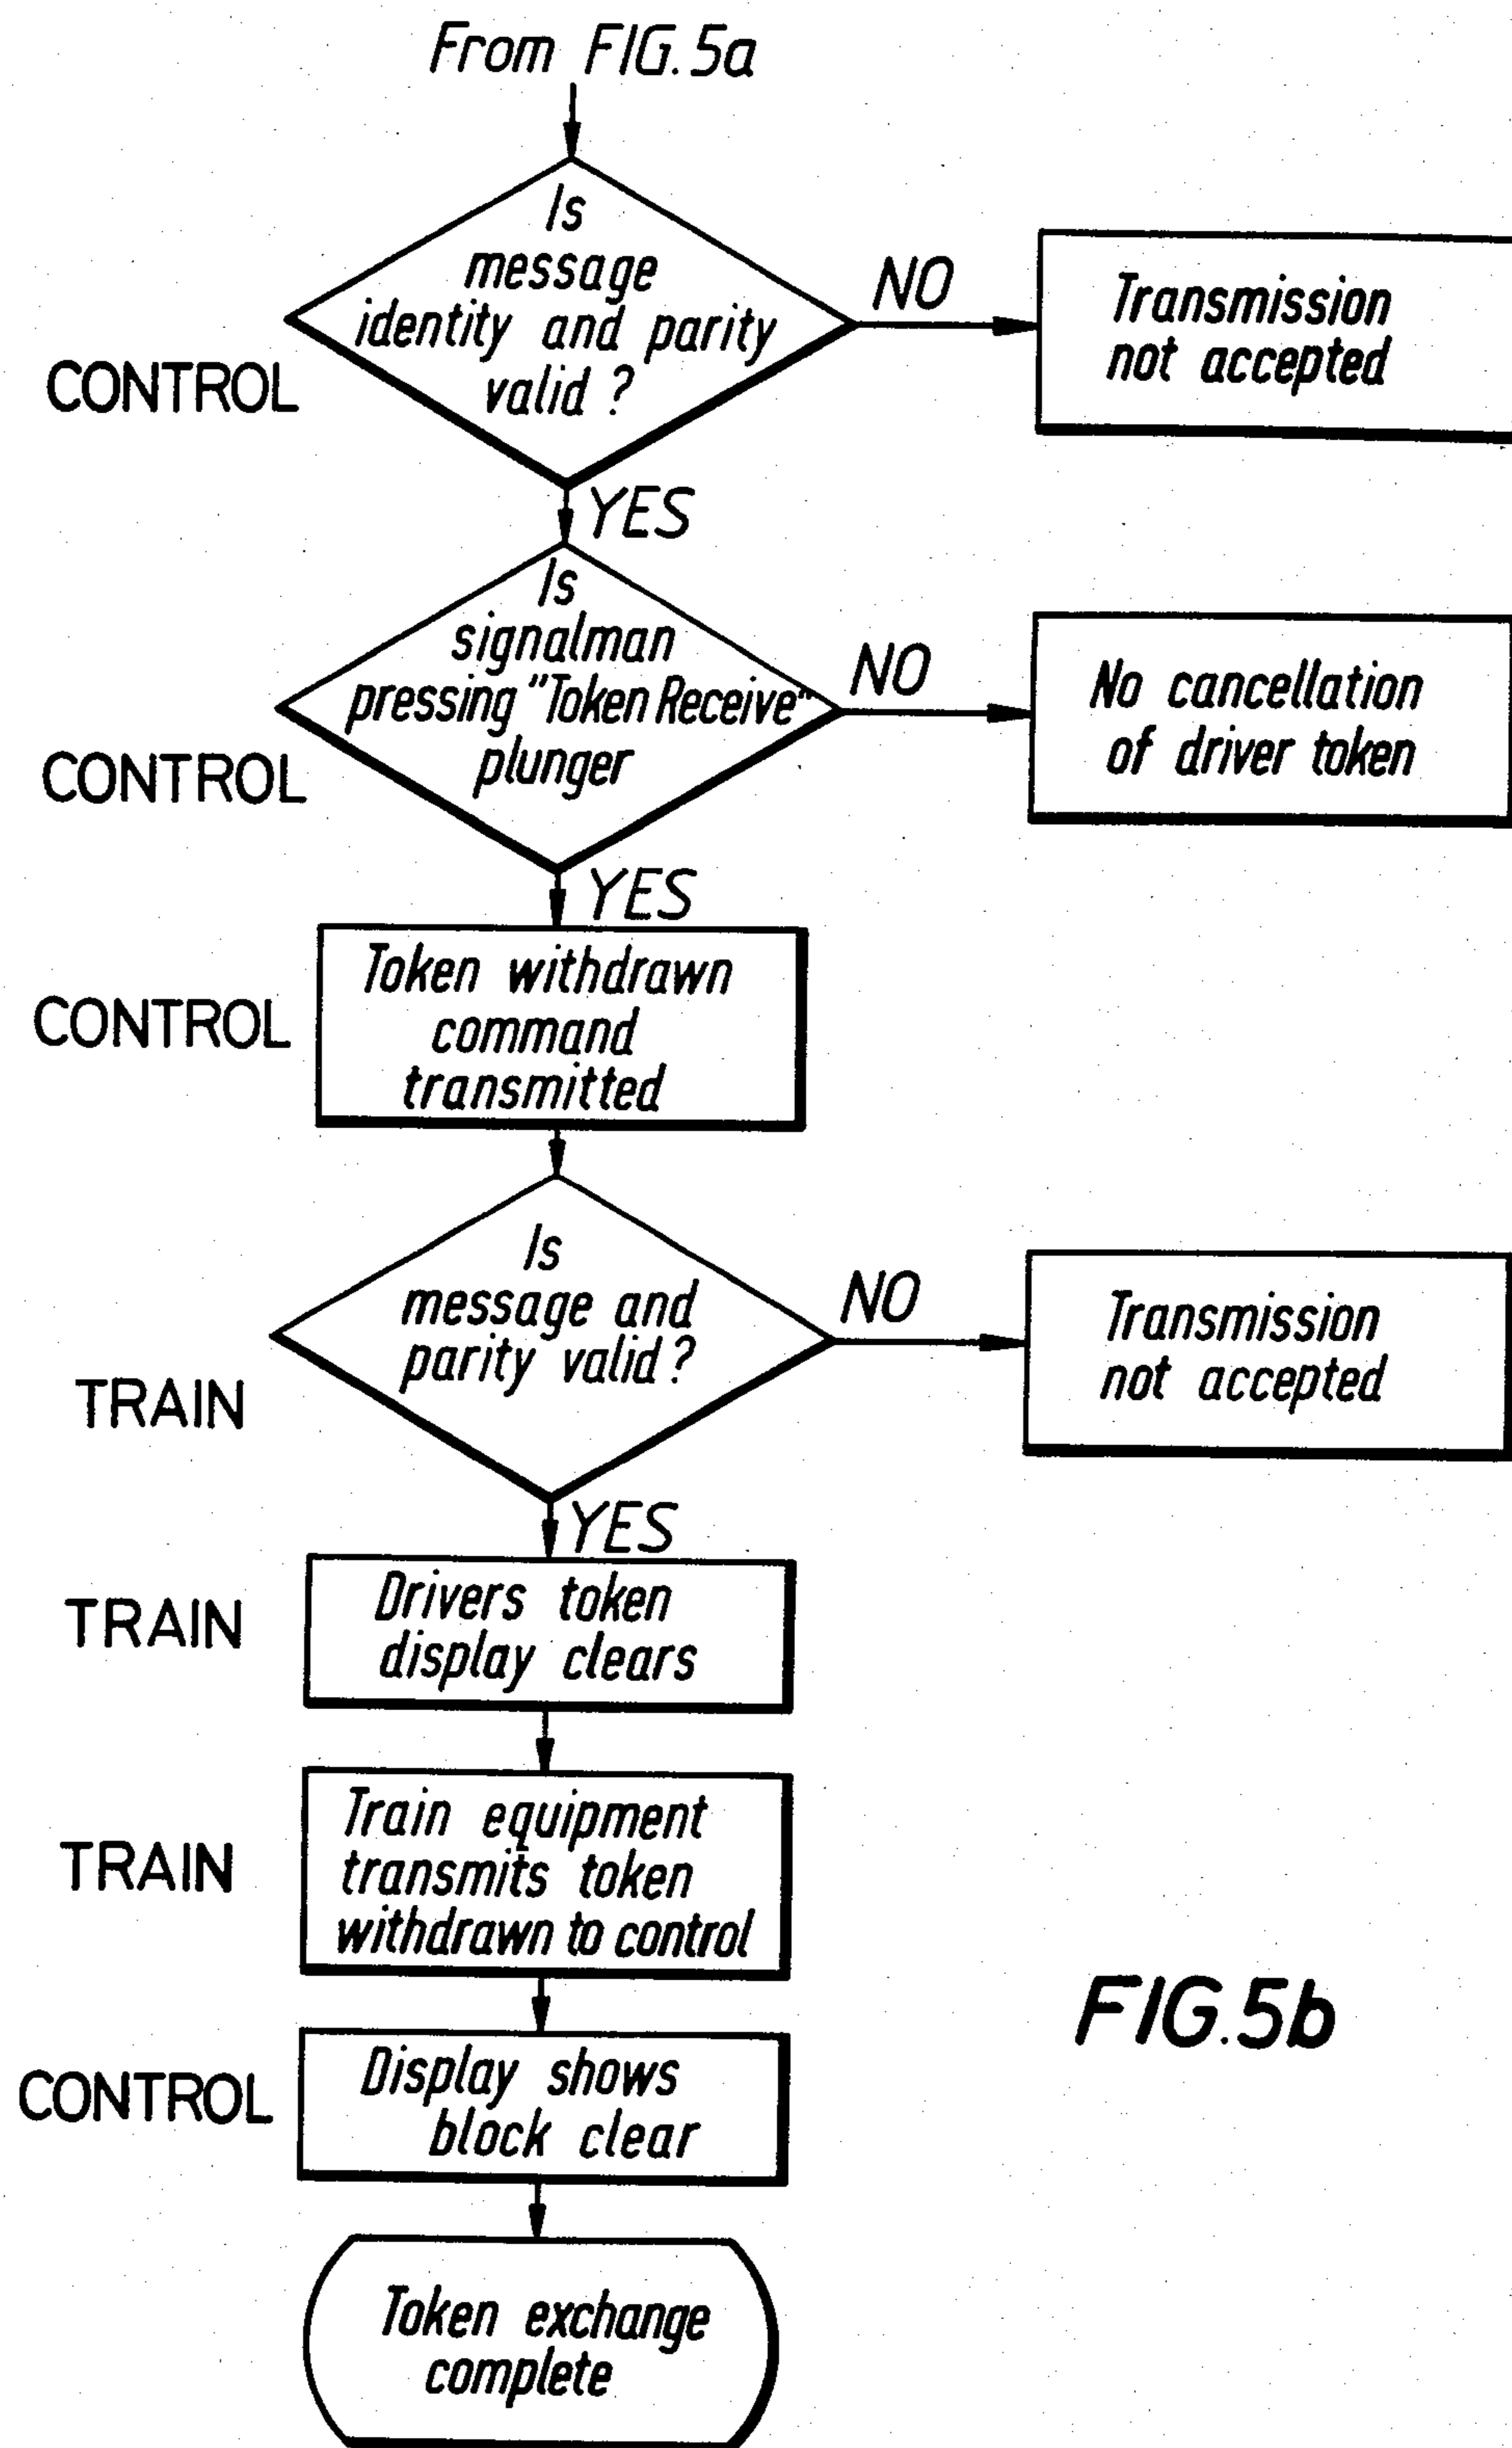 From FIG.5a
Is
message
identity and parity
valid ?
CONTROL
NO
Transmission
not accepted
YES
Is
signalman
pressing "Token Receive"
plunger
CONTROL
NO
No cancellation
of driver token
YES
CONTROL
Token withdrawn
command
transmitted
Is
message and
parity valid ?
TRAIN
NO
Transmission
not accepted
YES
TRAIN
Drivers token
display clears
TRAIN
Train equipment
transmits token
withdrawn to control
CONTROL
Display shows
block clear
Token exchange
complete
FIG.5b